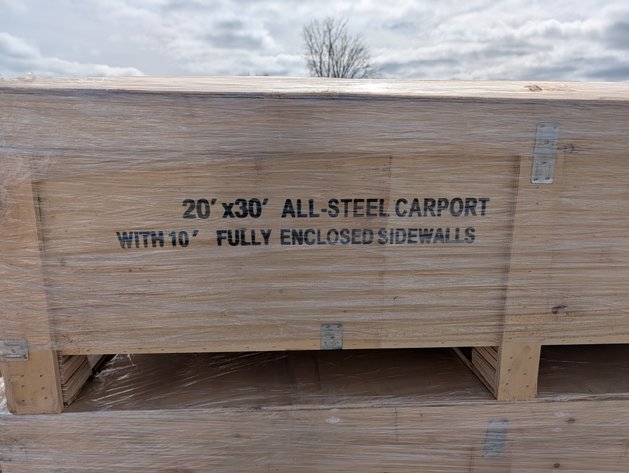 20′ x30′ ALL-STEEL CARPORT
WITH 10′ FULLY ENCLOSED SIDEWALLS